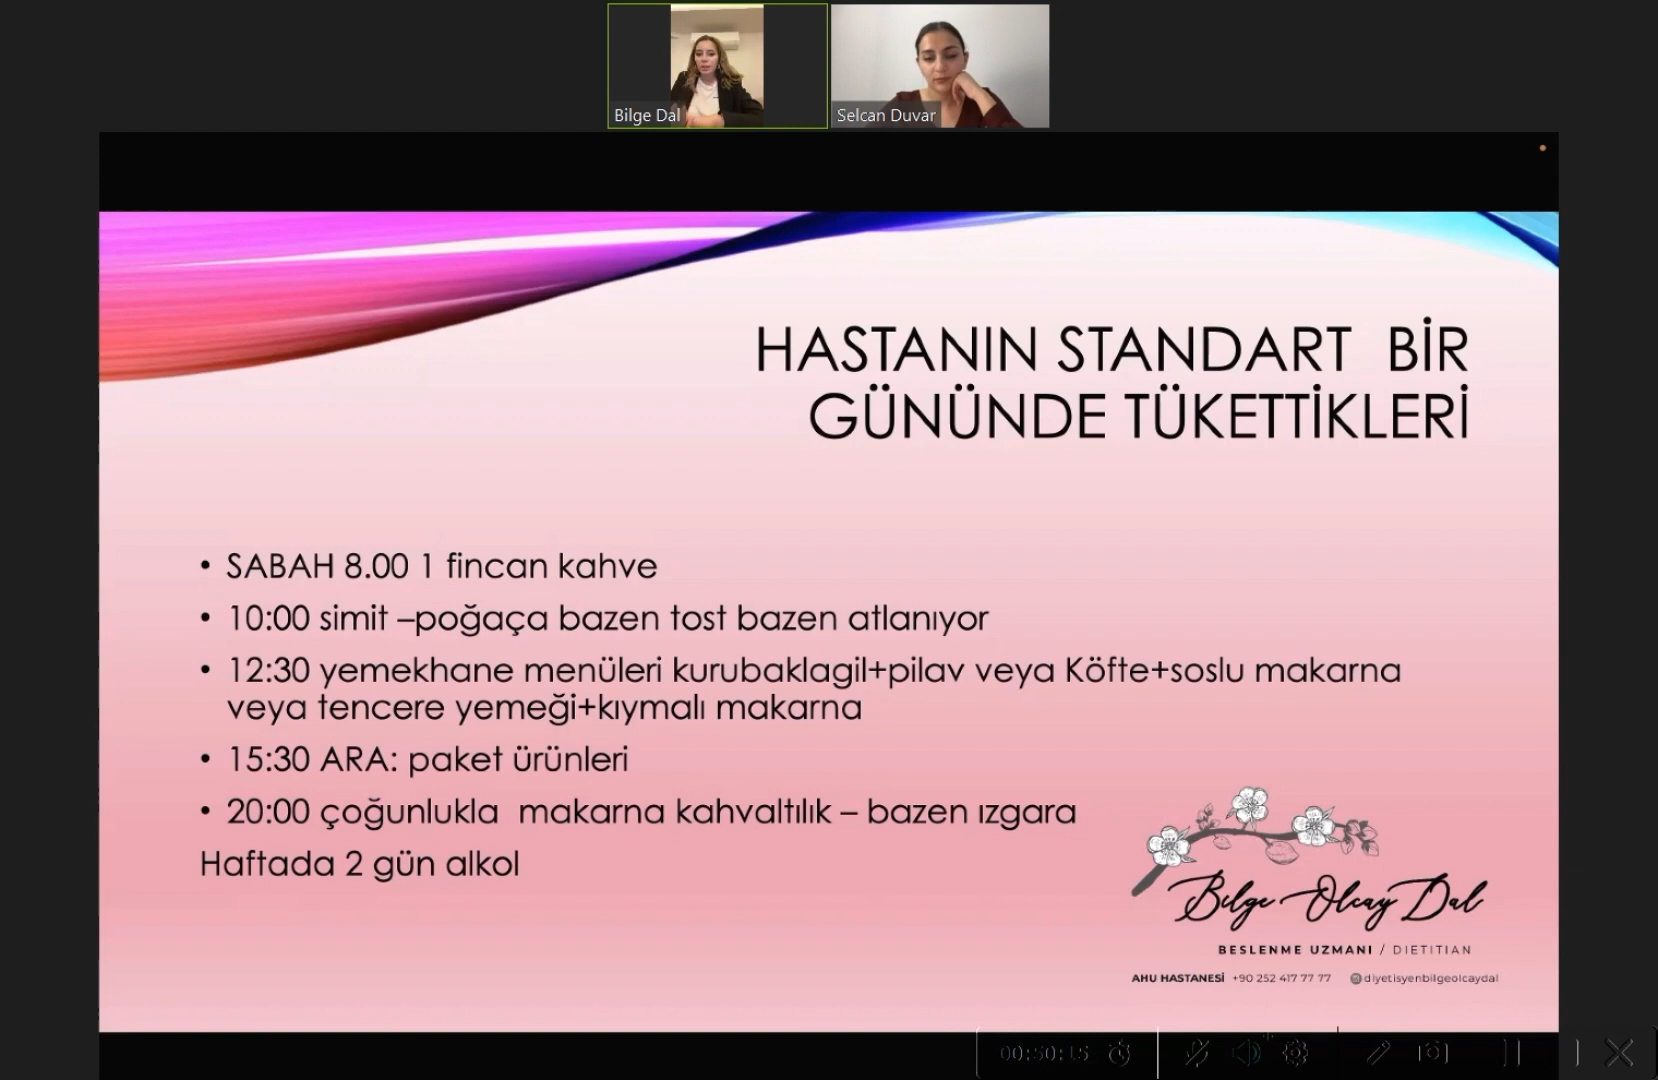 Bilge Dal
Selcan Duvar
HASTANIN STANDART BİR
GÜNÜNDE TÜKETTİKLERİ
• SABAH 8.00 1 fincan kahve
• 10:00 simit –poğaça bazen tost bazen atlanıyor
• 12:30 yemekhane menüleri kurubaklagil+pilav veya Köfte+soslu makarna
veya tencere yemeği+kıymalı makarna
• 15:30 ARA: paket ürünleri
• 20:00 çoğunlukla makarna kahvaltılık – bazen ızgara
Haftada 2 gün alkol
Bilge Olcay Dal
BESLENME UZMANI / DIETITIAN
AHU HASTANESİ +90 252 417 77 77 diyetisyenbilgeolcaydal
00:50:15